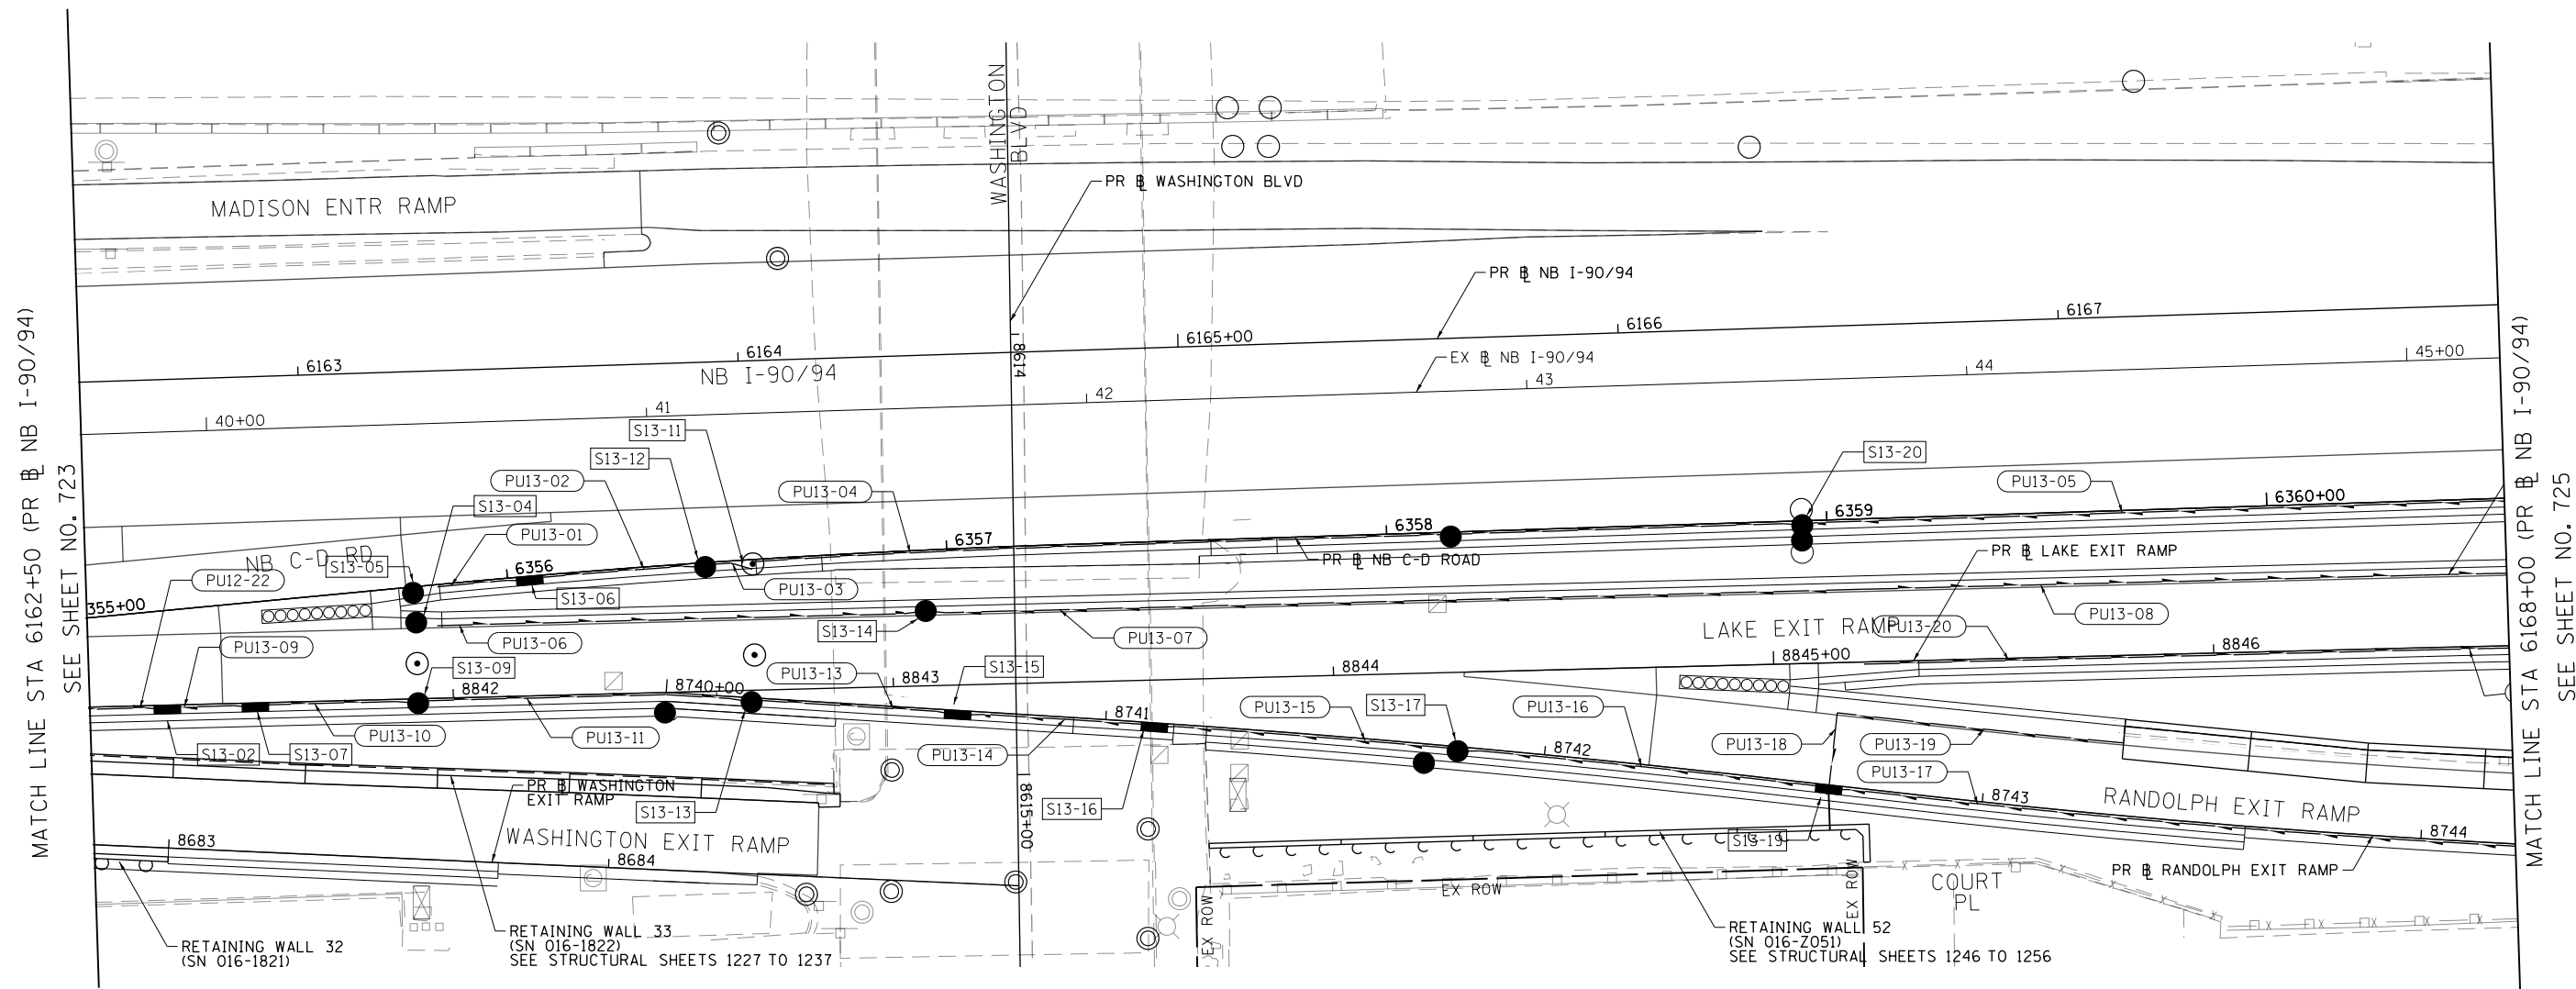 WASHINGTON
BLVD
PR ⅊ WASHINGTON BLVD
MADISON ENTR RAMP
PR ⅊ NB I-90/94
6163
6164
6165+00
6166
6167
NB I-90/94
8614
EX ⅊ NB I-90/94
40+00
41
42
43
44
45+00
MATCH LINE STA 6162+50 (PR ⅊ NB I-90/94)
SEE SHEET NO. 723
MATCH LINE STA 6168+00 (PR ⅊ NB I-90/94)
SEE SHEET NO. 725
S13-11
S13-12
S13-20
PU13-02
PU13-04
PU13-05
S13-04
PU13-01
6360+00
6359
6358
6357
6356
355+00
NB C-D RD
S13-05
PU12-22
PR ⅊ NB C-D ROAD
PR ⅊ LAKE EXIT RAMP
PU13-03
S13-06
PU13-09
PU13-06
S13-14
PU13-07
PU13-08
LAKE EXIT RAMP
PU13-20
S13-09
PU13-13
S13-15
8842
8740+00
8843
8844
8845+00
8846
S13-02
S13-07
PU13-10
PU13-11
PU13-14
8741
PU13-15
S13-17
PU13-16
8742
PU13-18
PU13-19
PU13-17
8743
8744
RANDOLPH EXIT RAMP
PR ⅊ WASHINGTON
EXIT RAMP
S13-13
S13-16
8615+00
S13-19
WASHINGTON EXIT RAMP
8683
8684
PR ⅊ RANDOLPH EXIT RAMP
EX ROW
EX ROW
EX ROW
COURT
PL
RETAINING WALL 32
(SN 016-1821)
RETAINING WALL 33
(SN 016-1822)
SEE STRUCTURAL SHEETS 1227 TO 1237
RETAINING WALL 52
(SN 016-Z051)
SEE STRUCTURAL SHEETS 1246 TO 1256